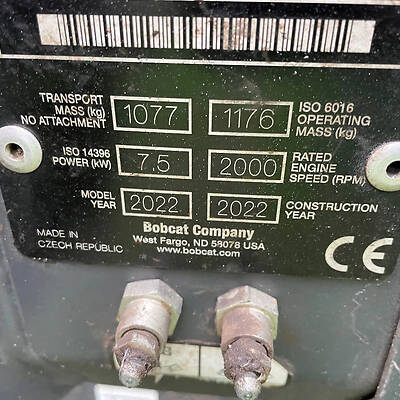 TRANSPORT MASS (kg) NO ATTACHMENT 1077
1176 ISO 6016 OPERATING MASS (kg)
ISO 14396 POWER (kW) 7.5
2000 RATED ENGINE SPEED (RPM)
MODEL YEAR 2022
2022 CONSTRUCTION YEAR
Bobcat Company
West Fargo, ND 58078 USA
www.bobcat.com
MADE IN
CZECH REPUBLIC
CE